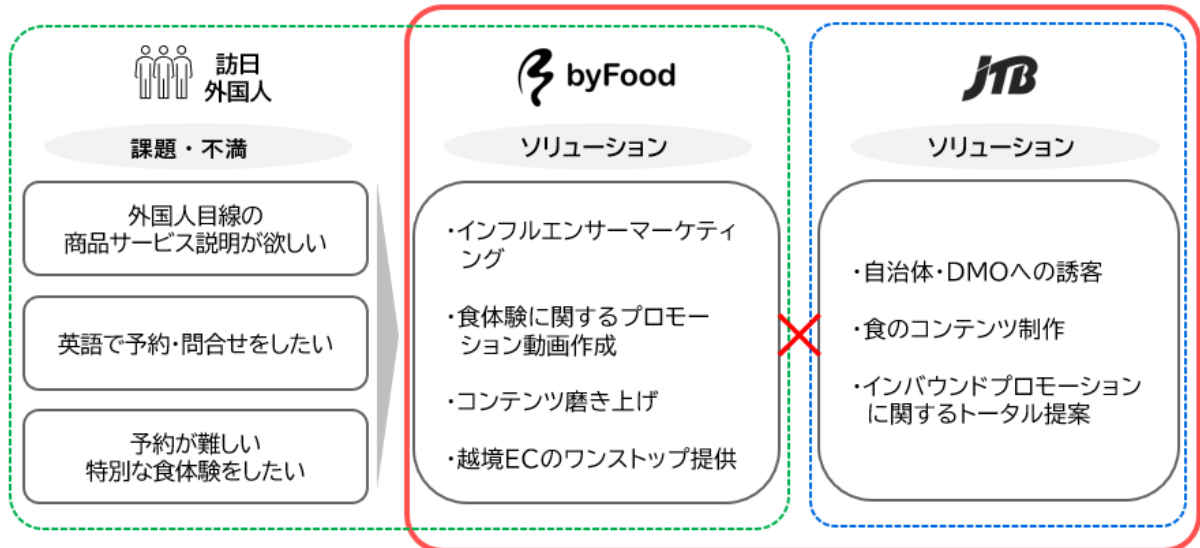 訪日
外国人
課題・不満
外国人目線の
商品サービス説明が欲しい
英語で予約・問合せをしたい
予約が難しい
特別な食体験をしたい
byFood
ソリューション
・インフルエンサーマーケティ
ング
・食体験に関するプロモー
ション動画作成
・コンテンツ磨き上げ
・越境ECのワンストップ提供
JTB
ソリューション
・自治体・DMOへの誘客
・食のコンテンツ制作
・インバウンドプロモーション
に関するトータル提案